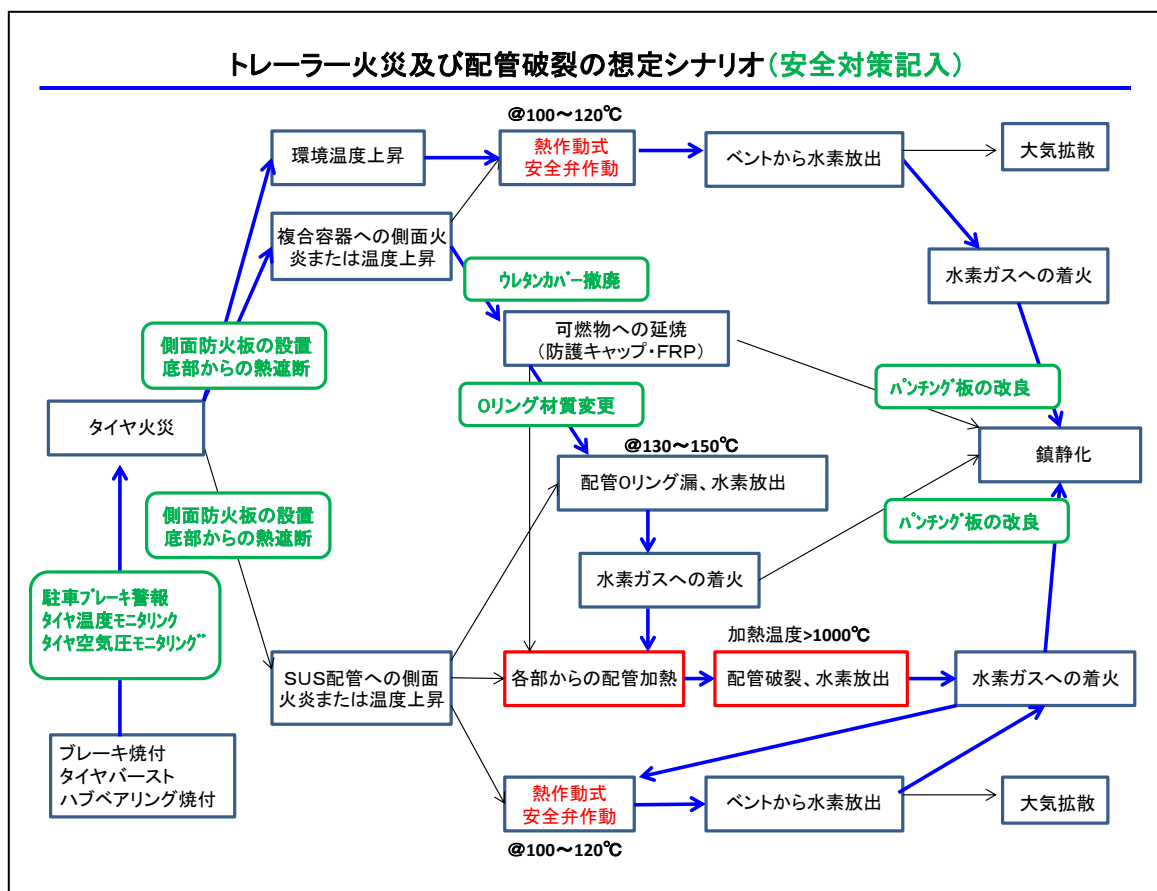 トレーラー火災及び配管破裂の想定シナリオ(安全対策記入)
@100～120℃
環境温度上昇
熱作動式
安全弁作動
ベントから水素放出
大気拡散
複合容器への側面火
炎または温度上昇
ｳﾚﾀﾝｶﾊﾞｰ撤廃
水素ガスへの着火
可燃物への延焼
(防護キャップ・FRP)
側面防火板の設置
底部からの熱遮断
Oリング材質変更
ﾊﾟﾝﾁﾝｸﾞ板の改良
タイヤ火災
@130～150℃
鎮静化
配管Oリング漏、水素放出
側面防火板の設置
底部からの熱遮断
ﾊﾟﾝﾁﾝｸﾞ板の改良
水素ガスへの着火
駐車ﾌﾞﾚｰｷ警報
ﾀｲﾔ温度ﾓﾆﾀﾘﾝｸ
ﾀｲﾔ空気圧ﾓﾆﾀﾘﾝｸﾞ
加熱温度>1000℃
SUS配管への側面
火炎または温度上昇
各部からの配管加熱
配管破裂、水素放出
水素ガスへの着火
ブレーキ焼付
タイヤバースト
ハブベアリング焼付
熱作動式
安全弁作動
ベントから水素放出
大気拡散
@100～120℃